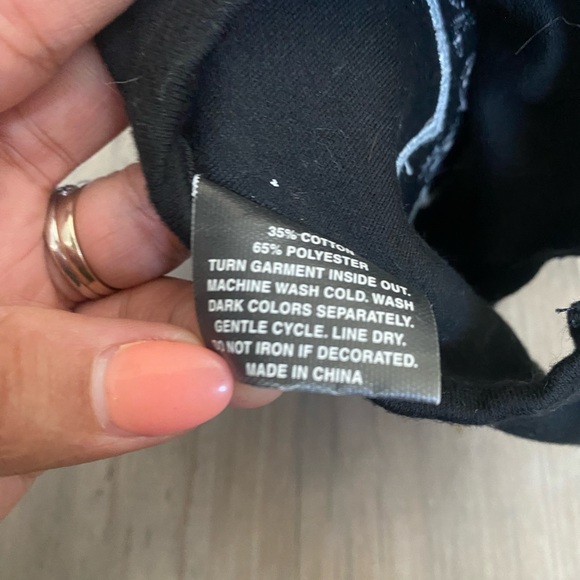 35% COTTON
65% POLYESTER
TURN GARMENT INSIDE OUT.
MACHINE WASH COLD. WASH
DARK COLORS SEPARATELY.
GENTLE CYCLE. LINE DRY.
DO NOT IRON IF DECORATED.
MADE IN CHINA